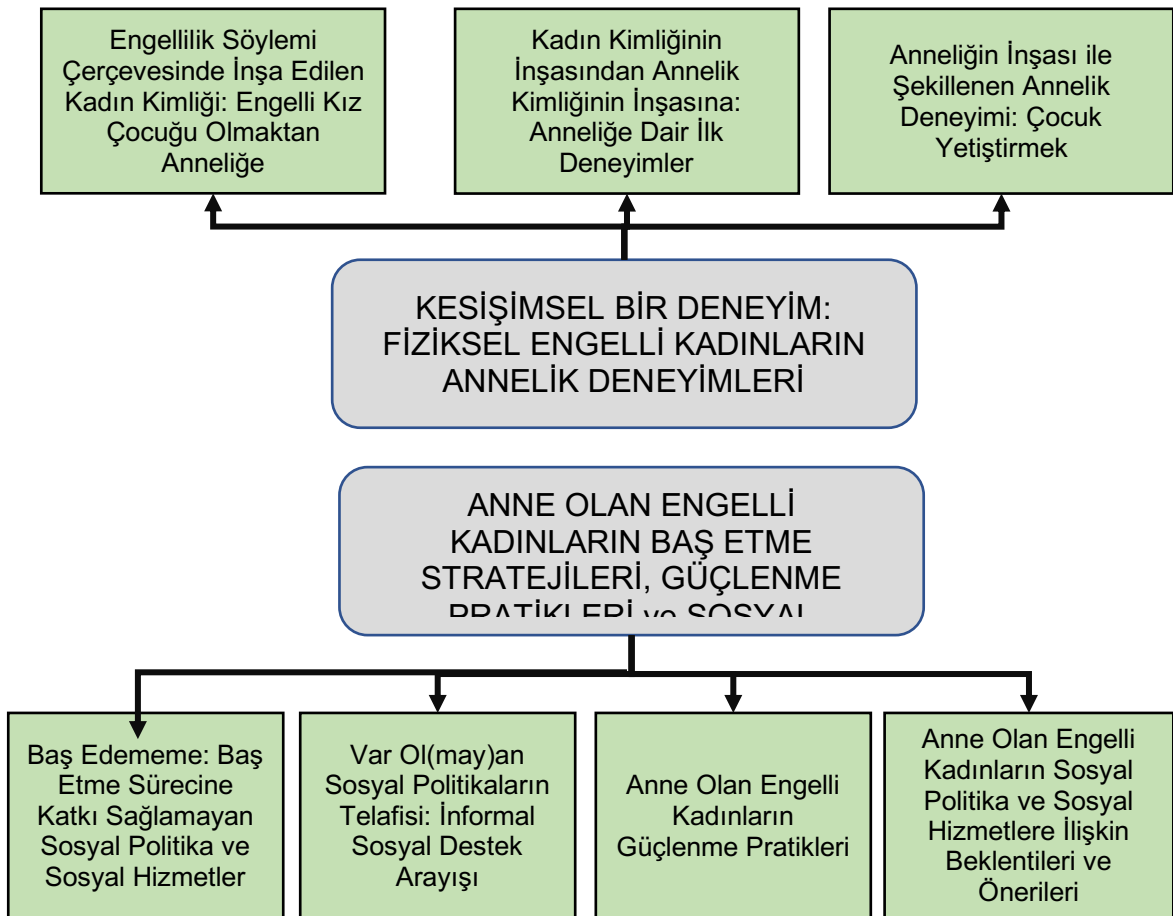 Engellilik Söylemi
Çerçevesinde İnşa Edilen
Kadın Kimliği: Engelli Kız
Çocuğu Olmaktan
Anneliğe
Kadın Kimliğinin
İnşasından Annelik
Kimliğinin İnşasına:
Anneliğe Dair İlk
Deneyimler
Anneliğin İnşası ile
Şekillenen Annelik
Deneyimi: Çocuk
Yetiştirmek
KESİŞİMSEL BİR DENEYİM:
FİZİKSEL ENGELLİ KADINLARIN
ANNELİK DENEYİMLERİ
ANNE OLAN ENGELLİ
KADINLARIN BAŞ ETME
STRATEJİLERİ, GÜÇLENME
PRATİKLERİ ve SOSYAL
Baş Edememe: Baş
Etme Sürecine
Katkı Sağlamayan
Sosyal Politika ve
Sosyal Hizmetler
Var Ol(may)an
Sosyal Politikaların
Telafisi: İnformal
Sosyal Destek
Arayışı
Anne Olan Engelli
Kadınların
Güçlenme Pratikleri
Anne Olan Engelli
Kadınların Sosyal
Politika ve Sosyal
Hizmetlere İlişkin
Beklentileri ve
Önerileri